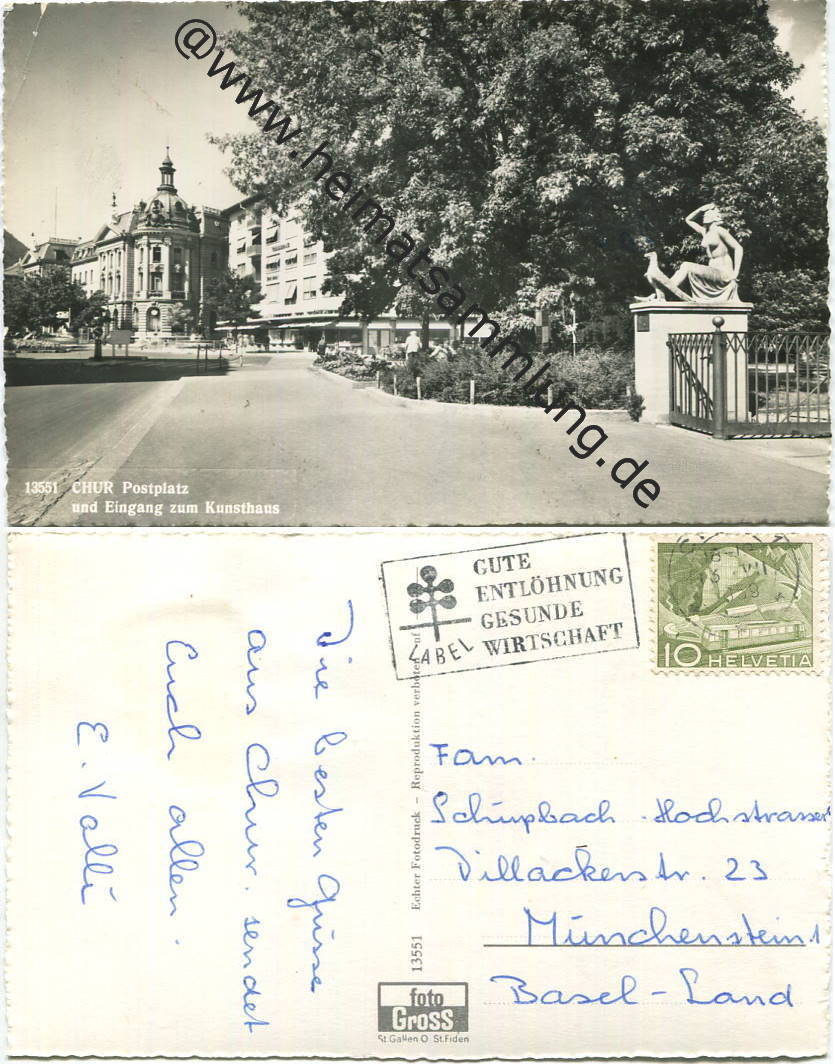 @www.heimatsammlung.de
13551 CHUR Postplatz
und Eingang zum Kunsthaus
GUTE
ENTLÖHNUNG
GESUNDE
WIRTSCHAFT
LABEL
10 HELVETIA
Die besten Grüsse
aus Chur. sendet
Euch allen.
E. Valli
13551 Echter Fotodruck – Reproduktion verboten
foto
Gross
St. Gallen O. St. Fiden
Fam.
Schüpbach - Hochstrasser
Dillackerstr. 23
Münchenstein 1
Basel-Land